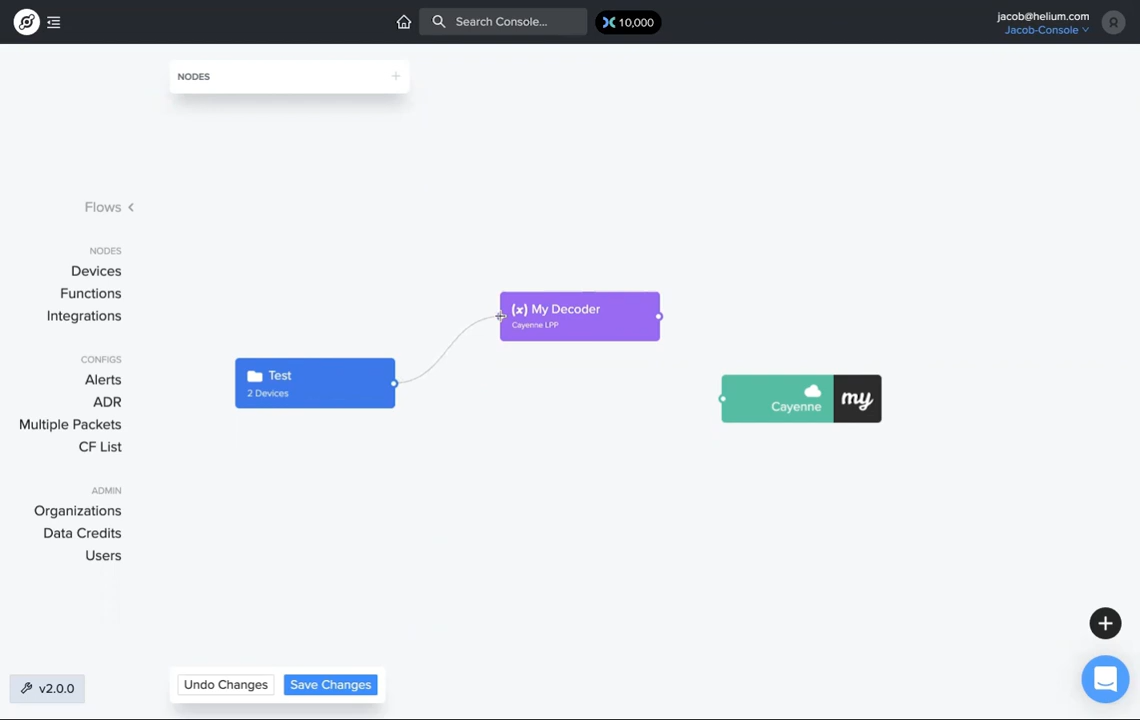 Search Console...
10,000
jacob@helium.com
Jacob-Console
NODES
Flows
NODES
Devices
Functions
Integrations
CONFIGS
Alerts
ADR
Multiple Packets
CF List
ADMIN
Organizations
Data Credits
Users
(x) My Decoder
Cayenne LPP
Test
2 Devices
Cayenne
my
v2.0.0
Undo Changes
Save Changes